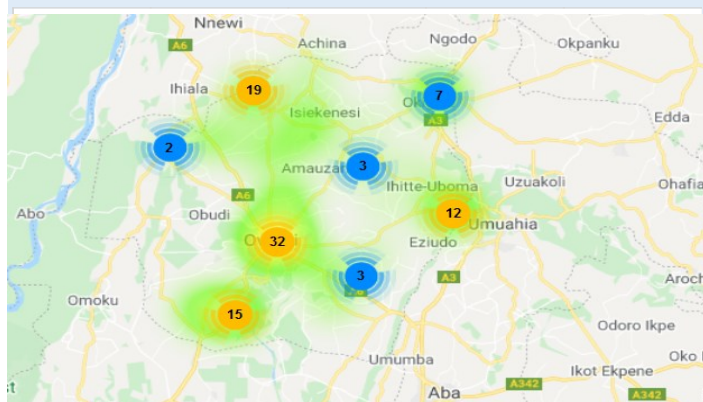 Nnewi
A6
Achina
Ngodo
Okpanku
Ihiala
19
7
Isiekenesi
A3
Edda
2
Amauzar
3
Ihitte-Uboma
Uzuakoli
Ohafia
A6
Abo
Obudi
12
Umuahia
32
Eziudo
3
A3
Aroch
Omoku
15
Odoro Ikpe
Umumba
Oko
Ikot Ekpene
Aba
A342
A342
st